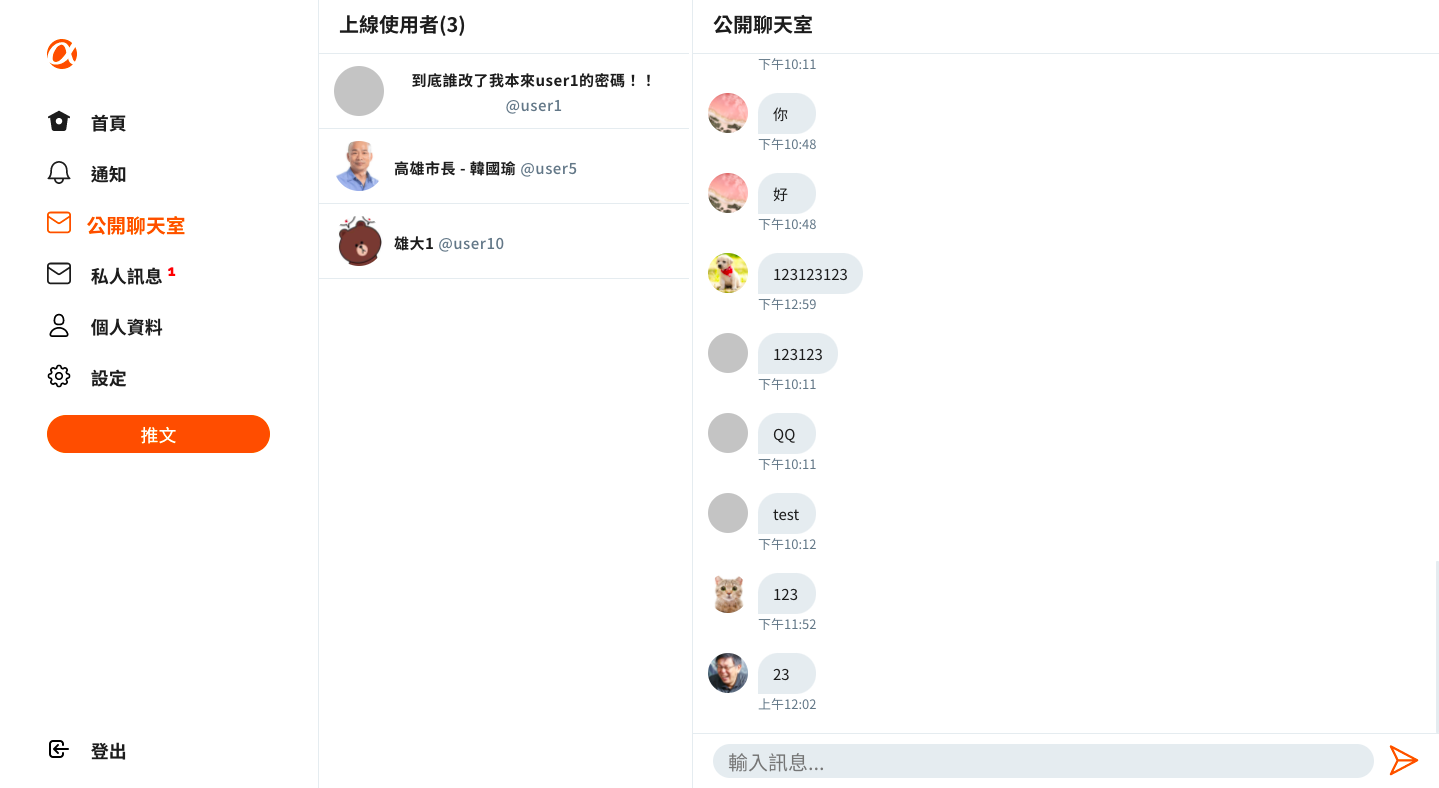 首頁
通知
公開聊天室
私人訊息 1
個人資料
設定
推文
登出
上線使用者(3)
到底誰改了我本來user1的密碼！！
@user1
高雄市長 - 韓國瑜 @user5
雄大1 @user10
公開聊天室
下午10:11
你
下午10:48
好
下午10:48
123123123
下午12:59
123123
下午10:11
QQ
下午10:11
test
下午10:12
123
下午11:52
23
上午12:02
輸入訊息...